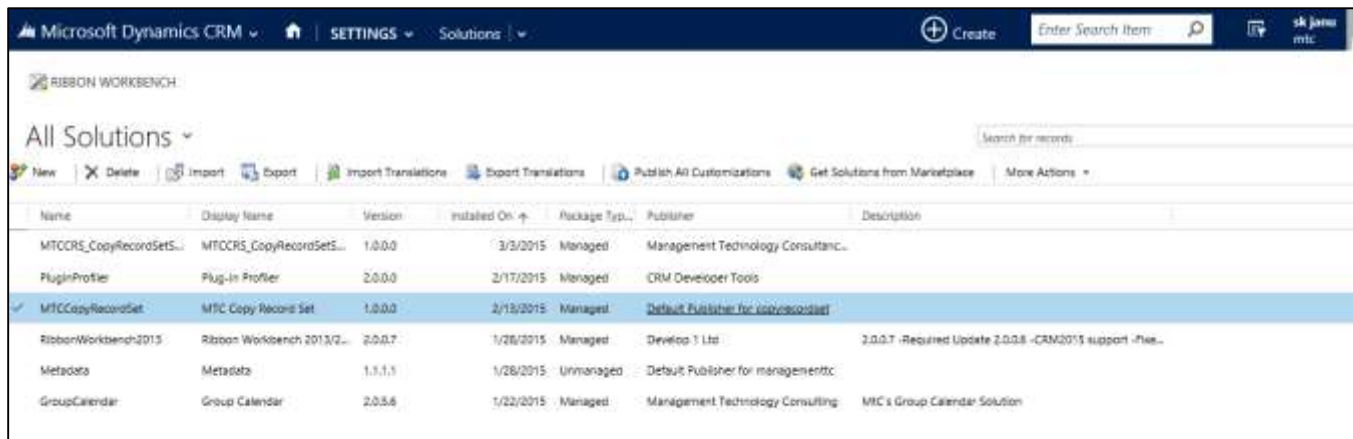 Microsoft Dynamics CRM SETTINGS Solutions Create Enter Search Item sk janu
mtc
RIBBON WORKBENCH
All Solutions Search for records
New Delete Import Export Import Translations Export Translations Publish All Customizations Get Solutions from Marketplace More Actions
Name Display Name Version Installed On Package Typ... Publisher Description
MTCCRS_CopyRecordSetS... MTCCRS_CopyRecordSetS... 1.0.0.0 3/3/2015 Managed Management Technology Consultanc...
PluginProfiler Plug-in Profiler 2.0.0.0 2/17/2015 Managed CRM Developer Tools
MTCCopyRecordSet MTC Copy Record Set 1.0.0.0 2/13/2015 Managed Default Publisher for copyrecordset
RibbonWorkbench2013 Ribbon Workbench 2013/2... 2.0.0.7 1/28/2015 Managed Develop 1 Ltd 2.0.0.7 -Required Update 2.0.0.6 -CRM2015 support -Fixe...
Metadata Metadata 1.1.1.1 1/28/2015 Unmanaged Default Publisher for managementtc
GroupCalendar Group Calendar 2.0.5.6 1/22/2015 Managed Management Technology Consulting MtC's Group Calendar Solution